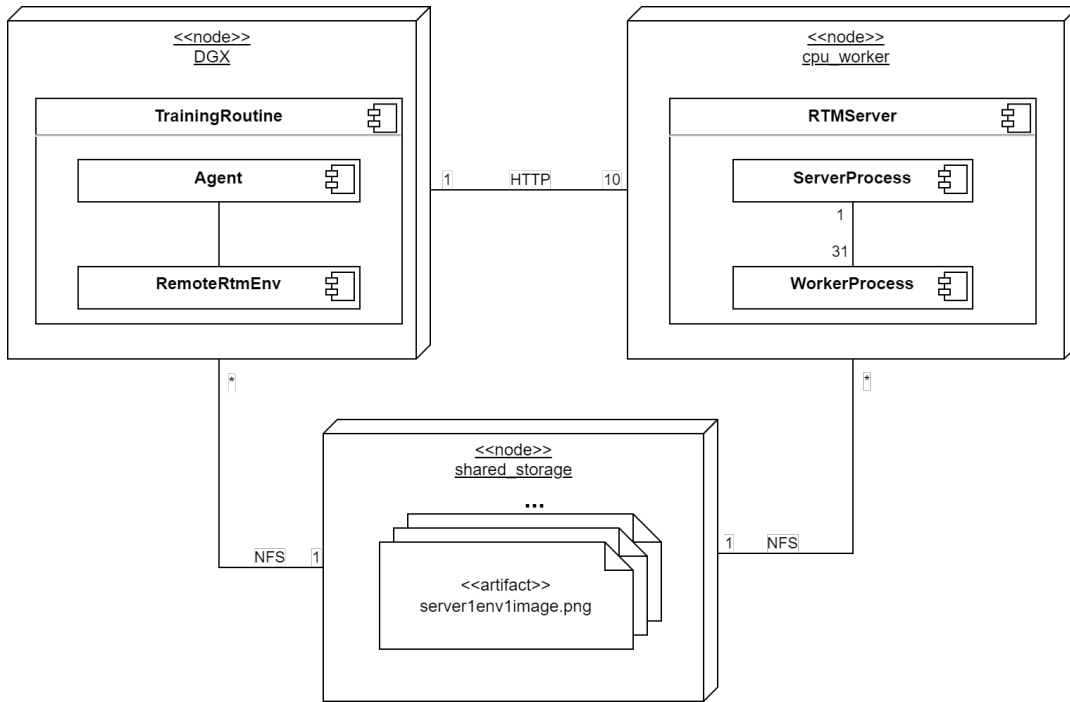 <<node>>
DGX
TrainingRoutine
Agent
RemoteRtmEnv
1
HTTP
10
<<node>>
cpu_worker
RTMServer
ServerProcess
1
31
WorkerProcess
*
*
<<node>>
shared_storage
...
<<artifact>>
server1env1image.png
NFS
1
1
NFS